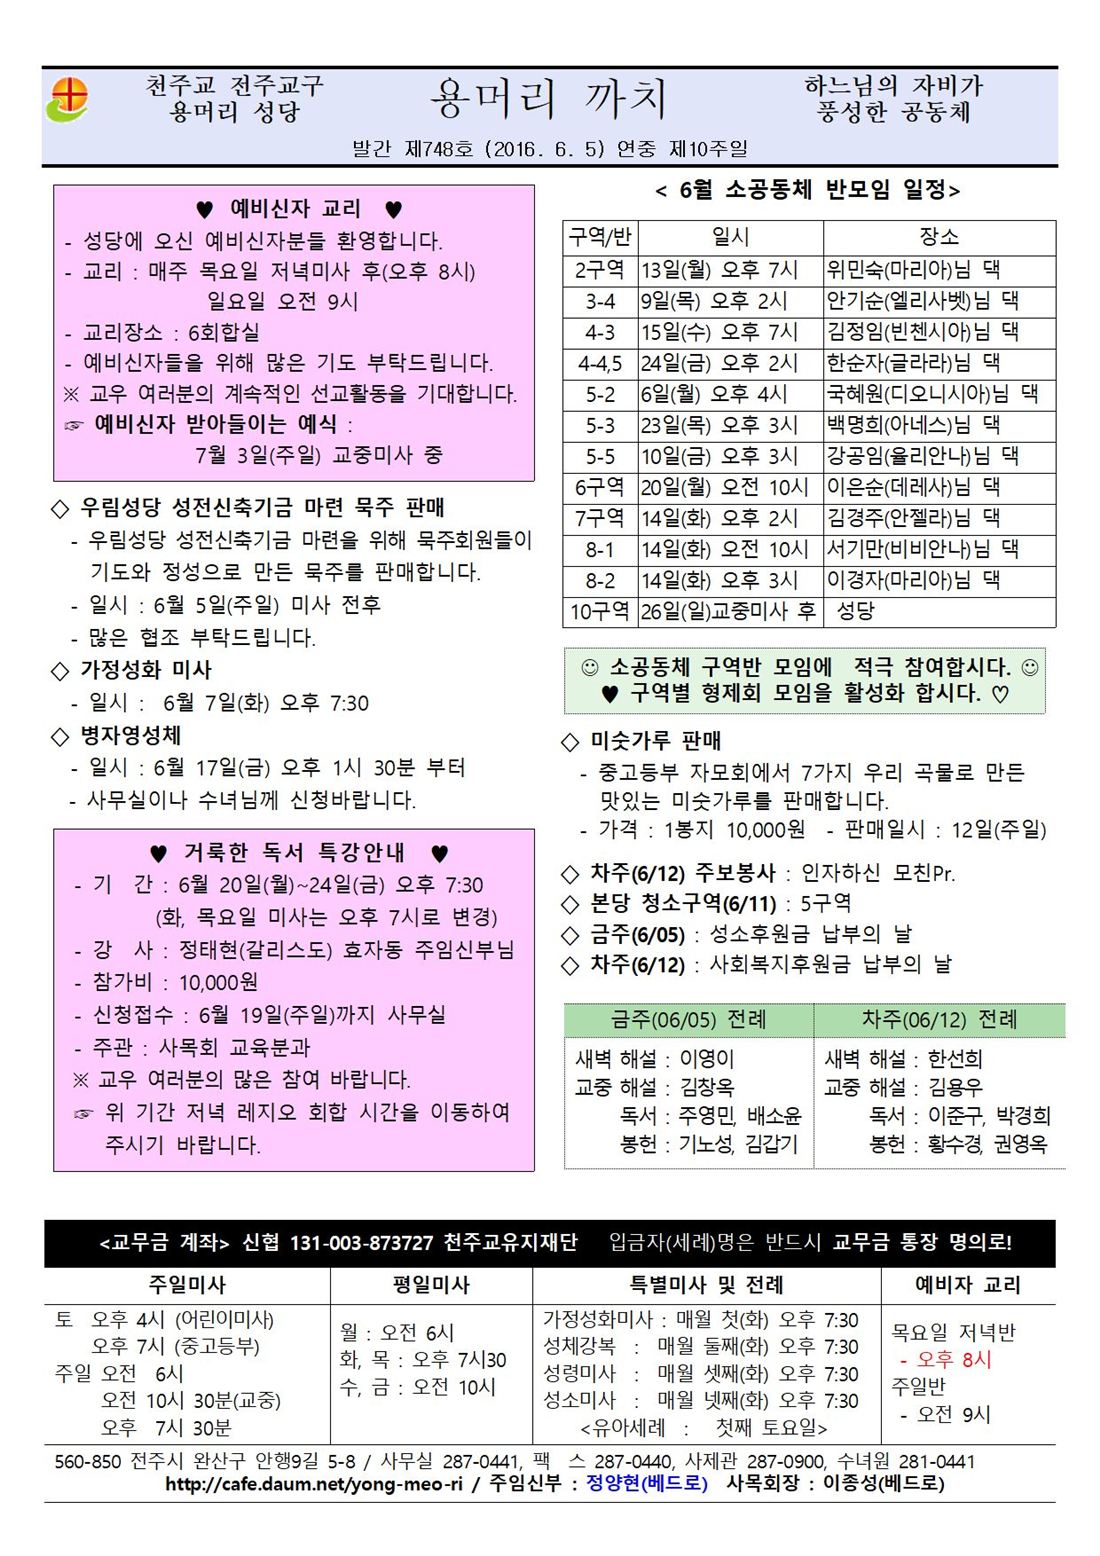 천주교 전주교구
용머리 성당
용머리 까치
하느님의 자비가
풍성한 공동체
발간 제748호 (2016. 6. 5) 연중 제10주일
♥ 예비신자 교리 ♥
- 성당에 오신 예비신자분들 환영합니다.
- 교리 : 매주 목요일 저녁미사 후(오후 8시)
일요일 오전 9시
- 교리장소 : 6회합실
- 예비신자들을 위해 많은 기도 부탁드립니다.
※ 교우 여러분의 계속적인 선교활동을 기대합니다.
☞ 예비신자 받아들이는 예식 :
7월 3일(주일) 교중미사 중
◇ 우림성당 성전신축기금 마련 묵주 판매
- 우림성당 성전신축기금 마련을 위해 묵주회원들이
기도와 정성으로 만든 묵주를 판매합니다.
- 일시 : 6월 5일(주일) 미사 전후
- 많은 협조 부탁드립니다.
◇ 가정성화 미사
- 일시 : 6월 7일(화) 오후 7:30
◇ 병자영성체
- 일시 : 6월 17일(금) 오후 1시 30분 부터
- 사무실이나 수녀님께 신청바랍니다.
♥ 거룩한 독서 특강안내 ♥
- 기 간 : 6월 20일(월)~24일(금) 오후 7:30
(화, 목요일 미사는 오후 7시로 변경)
- 강 사 : 정태현(갈리스도) 효자동 주임신부님
- 참가비 : 10,000원
- 신청접수 : 6월 19일(주일)까지 사무실
- 주관 : 사목회 교육분과
※ 교우 여러분의 많은 참여 바랍니다.
☞ 위 기간 저녁 레지오 회합 시간을 이동하여
주시기 바랍니다.
< 6월 소공동체 반모임 일정>
구역/반 일시 장소
2구역 13일(월) 오후 7시 위민숙(마리아)님 댁
3-4 9일(목) 오후 2시 안기순(엘리사벳)님 댁
4-3 15일(수) 오후 7시 김정임(빈첸시아)님 댁
4-4,5 24일(금) 오후 2시 한순자(글라라)님 댁
5-2 6일(월) 오후 4시 국혜원(디오니시아)님 댁
5-3 23일(목) 오후 3시 백명희(아네스)님 댁
5-5 10일(금) 오후 3시 강공임(율리안나)님 댁
6구역 20일(월) 오전 10시 이은순(데레사)님 댁
7구역 14일(화) 오후 2시 김경주(안젤라)님 댁
8-1 14일(화) 오전 10시 서기만(비비안나)님 댁
8-2 14일(화) 오후 3시 이경자(마리아)님 댁
10구역 26일(일)교중미사 후 성당
☺ 소공동체 구역반 모임에 적극 참여합시다. ☺
♥ 구역별 형제회 모임을 활성화 합시다. ♡
◇ 미숫가루 판매
- 중고등부 자모회에서 7가지 우리 곡물로 만든
맛있는 미숫가루를 판매합니다.
- 가격 : 1봉지 10,000원 - 판매일시 : 12일(주일)
◇ 차주(6/12) 주보봉사 : 인자하신 모친Pr.
◇ 본당 청소구역(6/11) : 5구역
◇ 금주(6/05) : 성소후원금 납부의 날
◇ 차주(6/12) : 사회복지후원금 납부의 날
금주(06/05) 전례 차주(06/12) 전례
새벽 해설 : 이영이 새벽 해설 : 한선희
교중 해설 : 김창옥 교중 해설 : 김용우
독서 : 주영민, 배소윤 독서 : 이준구, 박경희
봉헌 : 기노성, 김갑기 봉헌 : 황수경, 권영옥
<교무금 계좌> 신협 131-003-873727 천주교유지재단 입금자(세례)명은 반드시 교무금 통장 명의로!
주일미사 평일미사 특별미사 및 전례 예비자 교리
토 오후 4시 (어린이미사)
오후 7시 (중고등부)
주일 오전 6시
오전 10시 30분(교중)
오후 7시 30분
월 : 오전 6시
화, 목 : 오후 7시30
수, 금 : 오전 10시
가정성화미사 : 매월 첫(화) 오후 7:30
성체강복 : 매월 둘째(화) 오후 7:30
성령미사 : 매월 셋째(화) 오후 7:30
성소미사 : 매월 넷째(화) 오후 7:30
<유아세례 : 첫째 토요일>
목요일 저녁반
- 오후 8시
주일반
- 오전 9시
560-850 전주시 완산구 안행9길 5-8 / 사무실 287-0441, 팩 스 287-0440, 사제관 287-0900, 수녀원 281-0441
http://cafe.daum.net/yong-meo-ri / 주임신부 : 정양현(베드로) 사목회장 : 이종성(베드로)